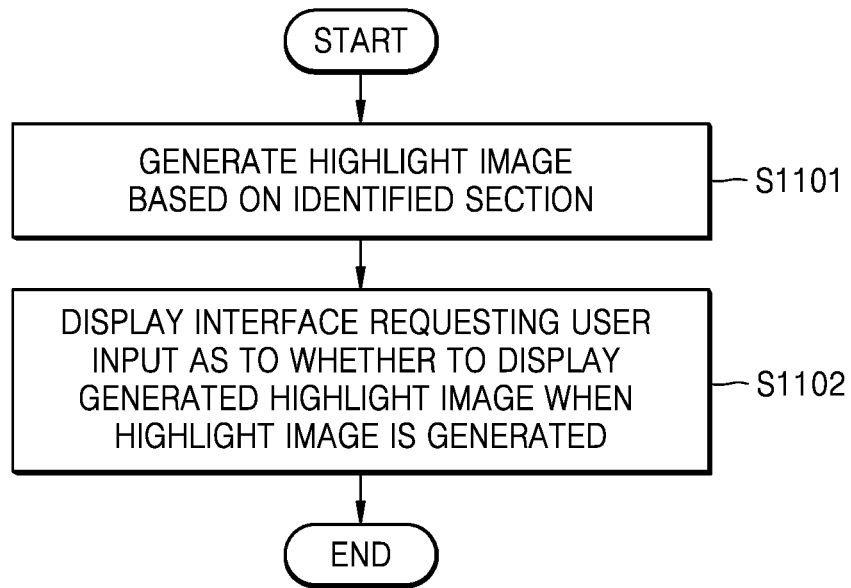 START
GENERATE HIGHLIGHT IMAGE
BASED ON IDENTIFIED SECTION
S1101
DISPLAY INTERFACE REQUESTING USER
INPUT AS TO WHETHER TO DISPLAY
GENERATED HIGHLIGHT IMAGE WHEN
HIGHLIGHT IMAGE IS GENERATED
S1102
END